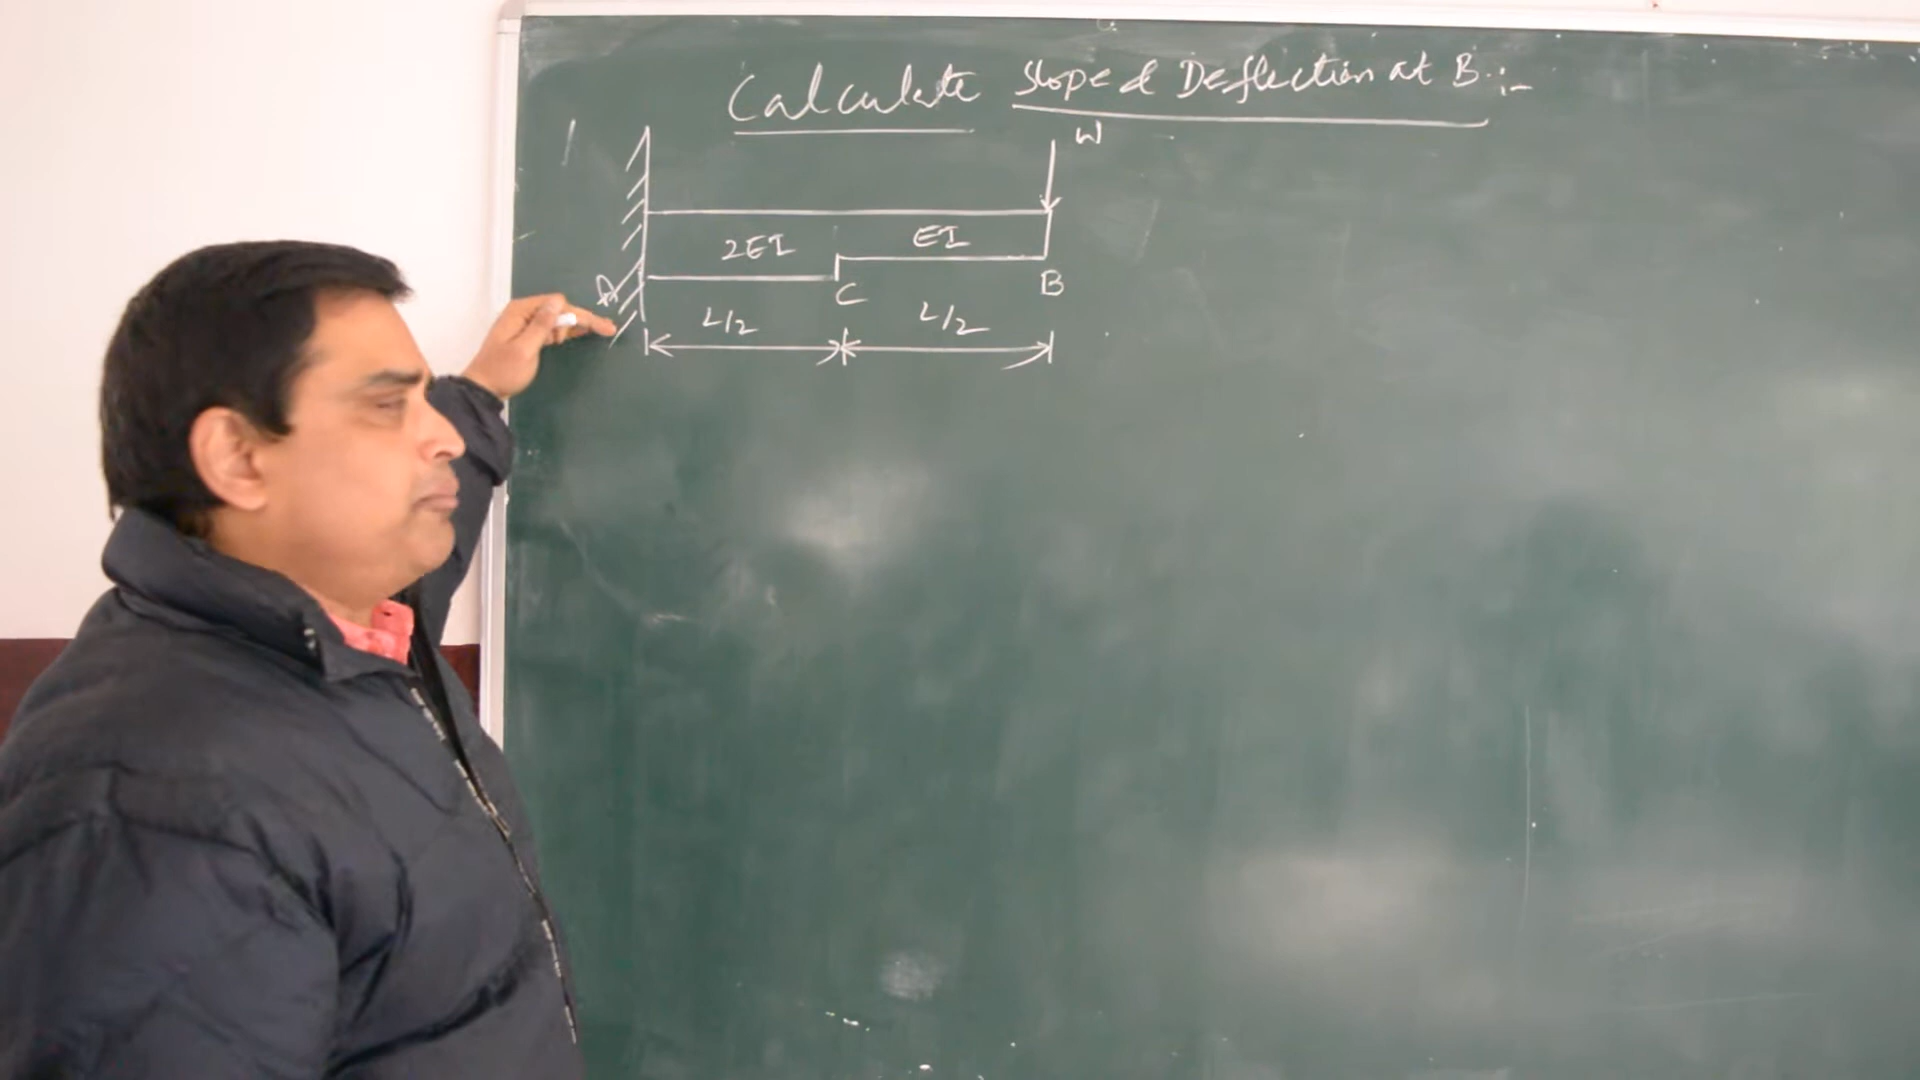 Calculate Slope & Deflection at B :-
W
2EI EI
A C B
L/2 L/2